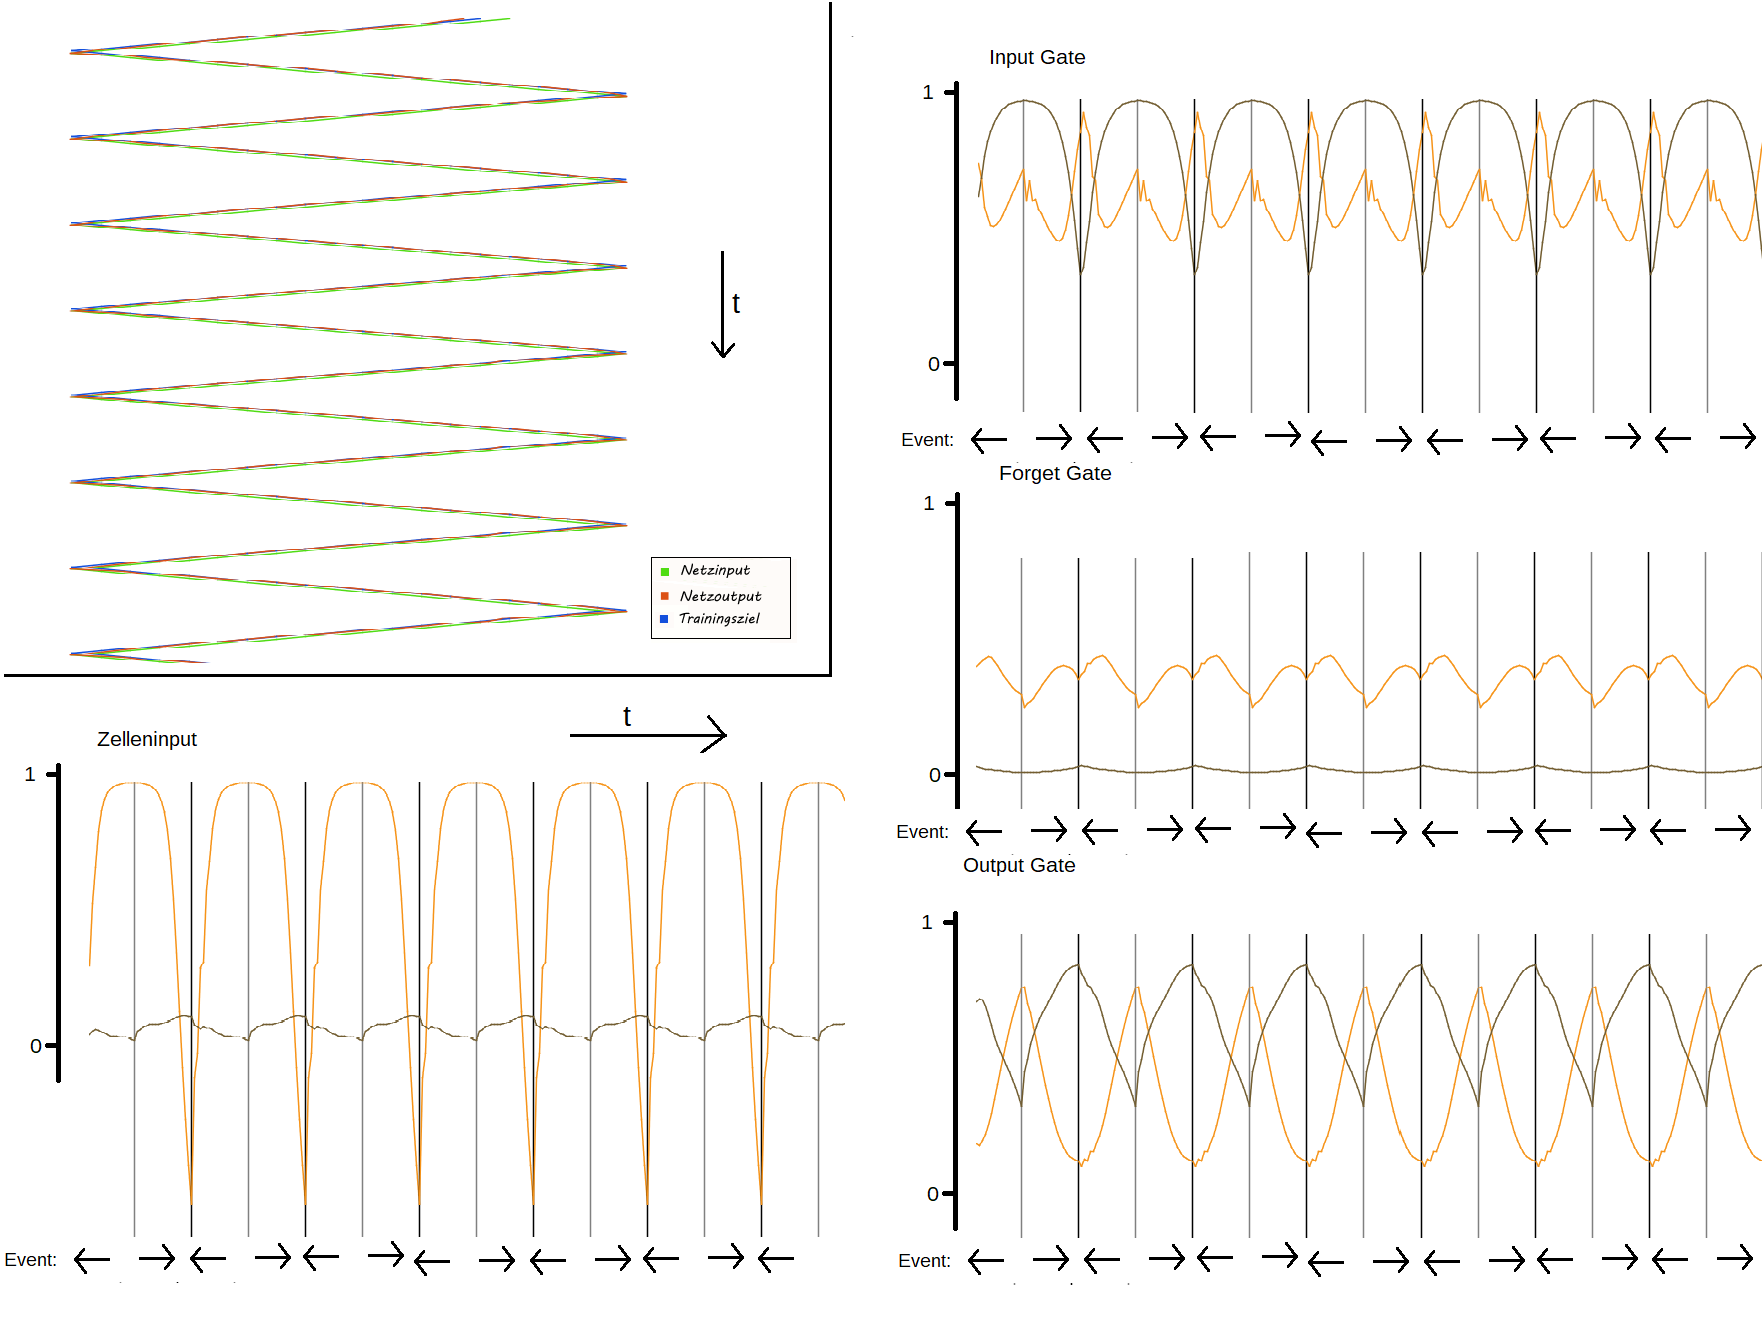 t
Netzinput
Netzoutput
Trainingsziel
t
Zelleninput
1
0
Event:
Input Gate
1
0
Event:
Forget Gate
1
0
Event:
Output Gate
1
0
Event: